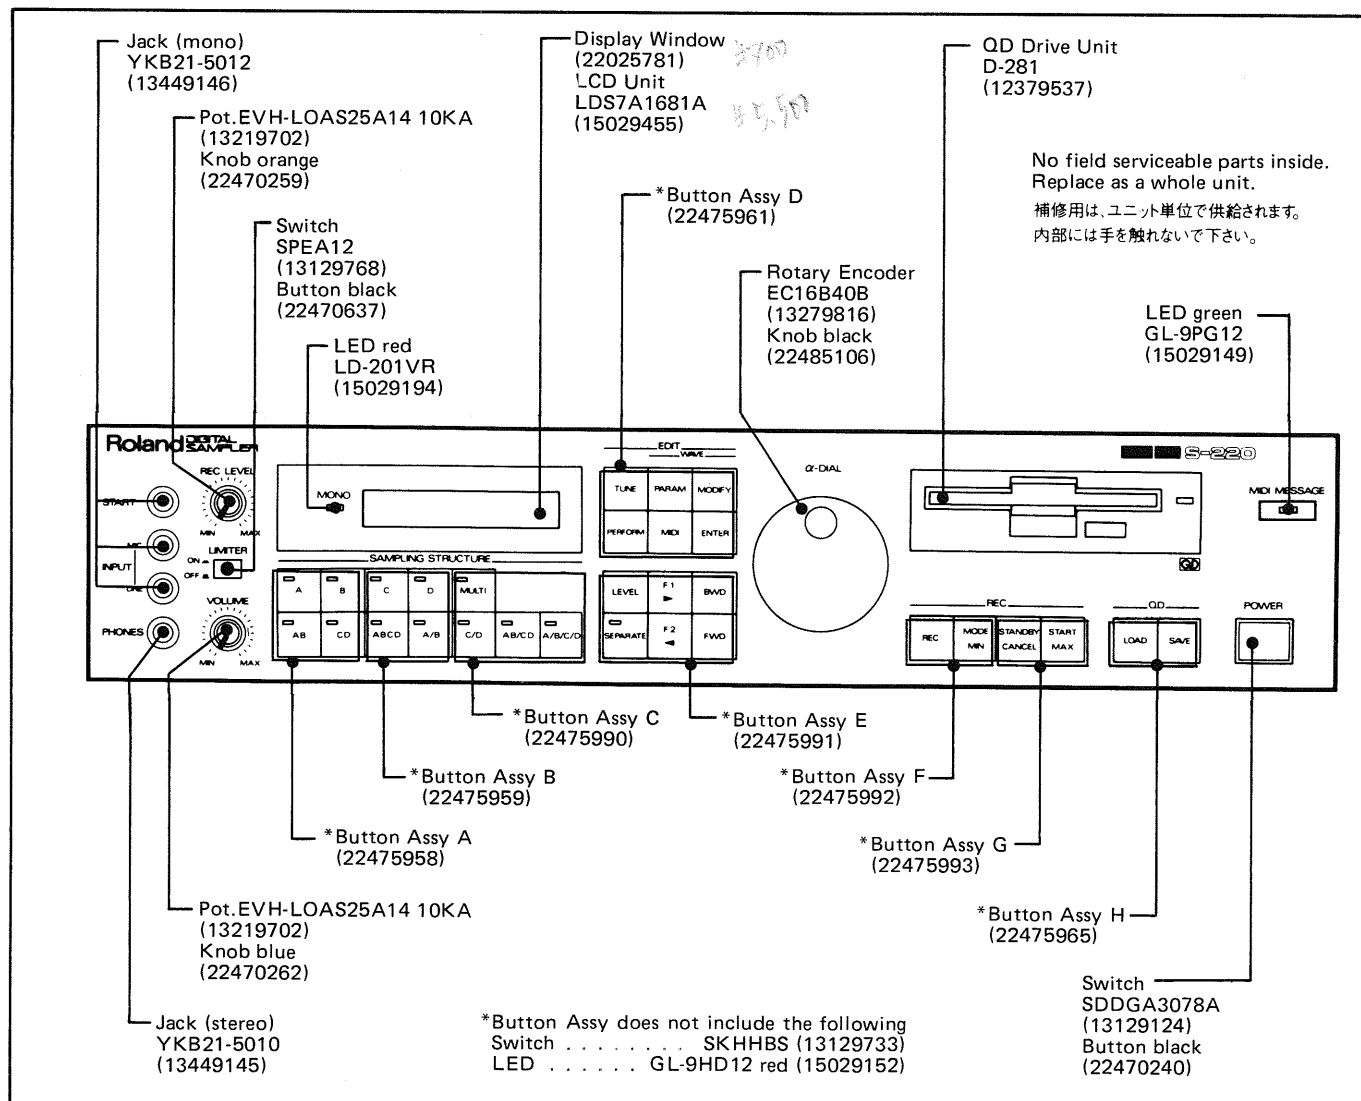 Jack (mono)
YKB21-5012
(13449146)
Pot.EVH-LOAS25A14 10KA
(13219702)
Knob orange
(22470259)
Switch
SPEA12
(13129768)
Button black
(22470637)
LED red
LD-201VR
(15029194)
Display Window
(22025781)
LCD Unit
LDS7A1681A
(15029455)
¥5,500
*Button Assy D
(22475961)
Rotary Encoder
EC16B40B
(13279816)
Knob black
(22485106)
QD Drive Unit
D-281
(12379537)
No field serviceable parts inside.
Replace as a whole unit.
補修用は、ユニット単位で供給されます。
内部には手を触れないで下さい。
LED green
GL-9PG12
(15029149)
Roland DIGITAL SAMPLER
REC LEVEL
START
MIN MAX
MIC
INPUT
LIMITER
ON
OFF
LINE
VOLUME
PHONES
MIN MAX
MONO
SAMPLING STRUCTURE
A B C D MULTI
AB CD ABCD A/B C/D AB/CD A/B/C/D
EDIT
WAVE
TUNE PARAM MODIFY
PERFORM MIDI ENTER
LEVEL F1 ► BWD
SEPARATE F2 ◄ FWD
α-DIAL
S-220
MIDI MESSAGE
QD
REC
REC MODE MIN STANDBY CANCEL START MAX
QD
LOAD SAVE
POWER
*Button Assy C
(22475990)
*Button Assy E
(22475991)
*Button Assy B
(22475959)
*Button Assy F
(22475992)
*Button Assy A
(22475958)
*Button Assy G
(22475993)
Pot.EVH-LOAS25A14 10KA
(13219702)
Knob blue
(22470262)
*Button Assy H
(22475965)
Jack (stereo)
YKB21-5010
(13449145)
*Button Assy does not include the following
Switch . . . . . . . . SKHHBS (13129733)
LED . . . . . . GL-9HD12 red (15029152)
Switch
SDDGA3078A
(13129124)
Button black
(22470240)